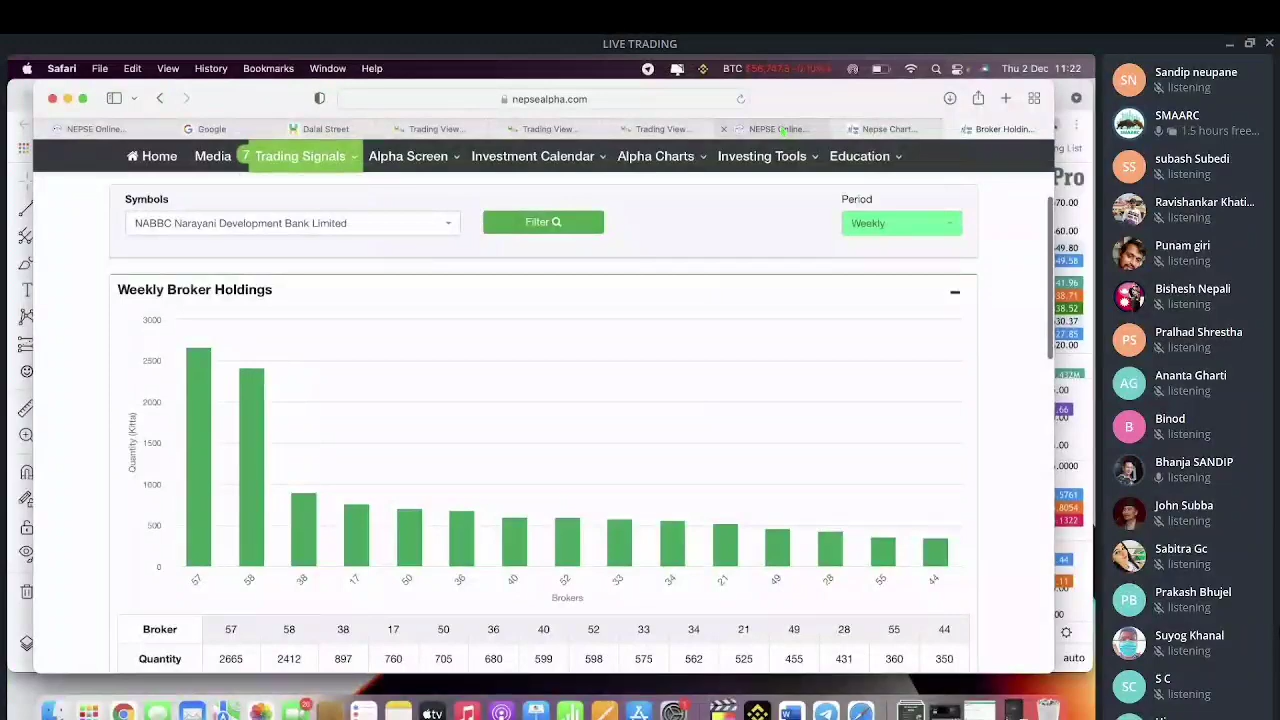 LIVE TRADING
Safari File Edit View History Bookmarks Window Help
BTC Thu 2 Dec 11:22
nepsealpha.com
NEPSE Online... Google Dalal Street Trading View... Trading View... Trading View... NEPSE Online... Nepse Chart... Broker Holdin...
Home Media 7 Trading Signals Alpha Screen Investment Calendar Alpha Charts Investing Tools Education
Symbols
NABBC Narayani Development Bank Limited
Filter
Period
Weekly
Weekly Broker Holdings
Quantity (Kitta)
3000
2500
2000
1500
1000
500
0
57 58 38 17 50 36 40 52 33 34 21 49 28 55 44
Brokers
Broker 57 58 38 17 50 36 40 52 33 34 21 49 28 55 44
Quantity 2665 2412 897 760 705 680 599 598 575 562 525 455 431 360 350
Pro
auto
SN
Sandip neupane
listening
SMAARC
1.5 hours free...
SS
subash Subedi
listening
Ravishankar Khati...
listening
Punam giri
listening
Bishesh Nepali
listening
PS
Pralhad Shrestha
listening
AG
Ananta Gharti
listening
B
Binod
listening
Bhanja SANDIP
listening
John Subba
listening
Sabitra Gc
listening
PB
Prakash Bhujel
listening
Suyog Khanal
listening
SC
S C
listening